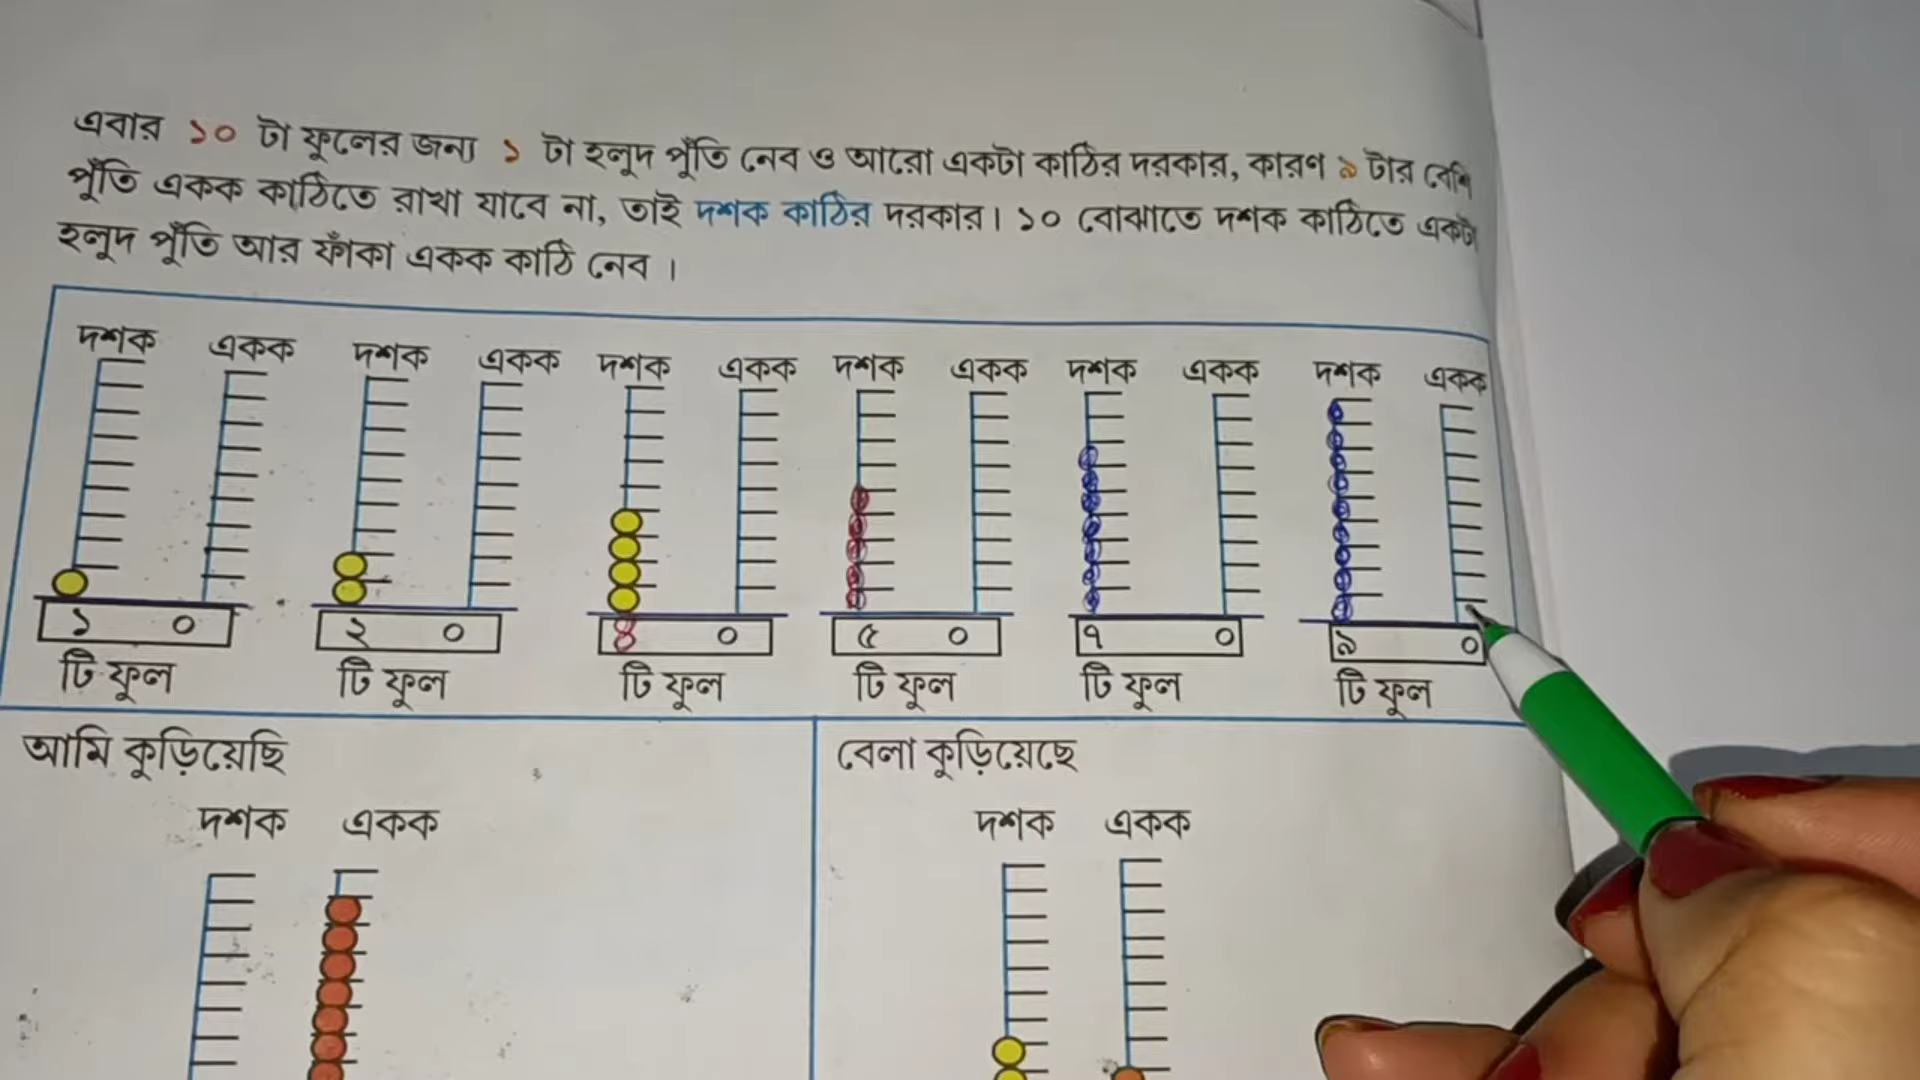 এবার ১০ টা ফুলের জন্য ১ টা হলুদ পুঁতি নেব ও আরো একটা কাঠির দরকার, কারণ ৯ টার বেশি
পুঁতি একক কাঠিতে রাখা যাবে না, তাই দশক কাঠির দরকার। ১০ বোঝাতে দশক কাঠিতে একটা
হলুদ পুঁতি আর ফাঁকা একক কাঠি নেব।
দশক একক দশক একক দশক একক দশক একক দশক একক দশক একক
১ ০ ২ ০ ৪ ০ ৫ ০ ৭ ০ ৯ ০
টি ফুল টি ফুল টি ফুল টি ফুল টি ফুল টি ফুল
আমি কুড়িয়েছি
বেলা কুড়িয়েছে
দশক একক
দশক একক